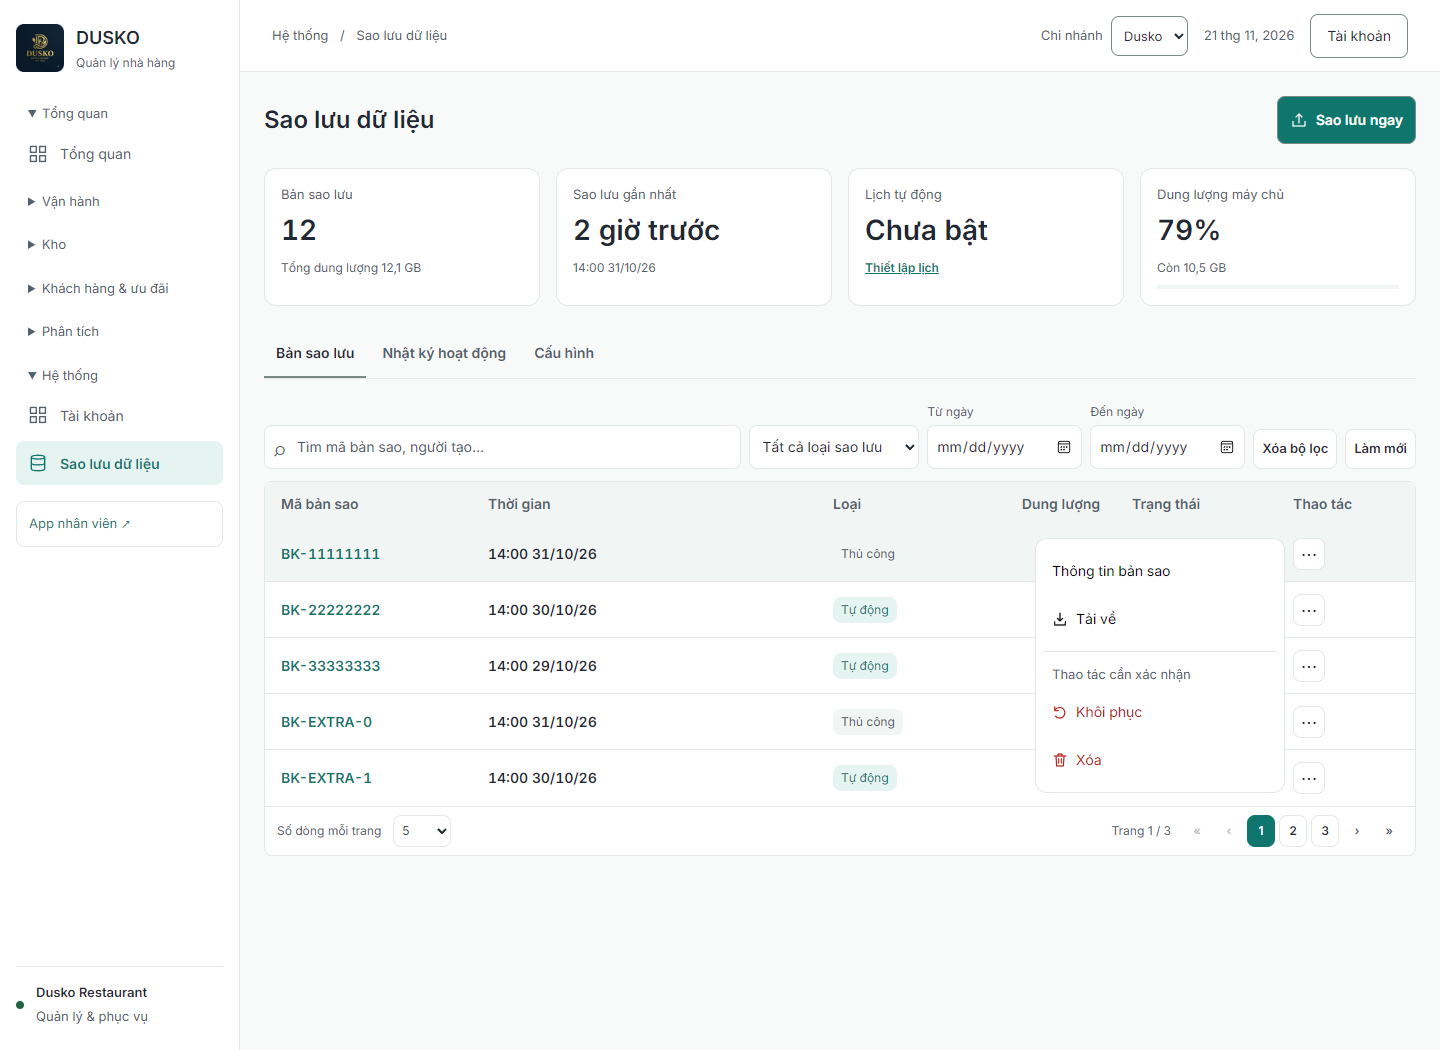 DUSKO
DUSKO
Quản lý nhà hàng
▼ Tổng quan
Tổng quan
▶ Vận hành
▶ Kho
▶ Khách hàng & ưu đãi
▶ Phân tích
▼ Hệ thống
Tài khoản
Sao lưu dữ liệu
App nhân viên ↗
Dusko Restaurant
Quản lý & phục vụ
Hệ thống / Sao lưu dữ liệu
Chi nhánh Dusko 21 thg 11, 2026 Tài khoản
Sao lưu dữ liệu
Sao lưu ngay
Bản sao lưu
12
Tổng dung lượng 12,1 GB
Sao lưu gần nhất
2 giờ trước
14:00 31/10/26
Lịch tự động
Chưa bật
Thiết lập lịch
Dung lượng máy chủ
79%
Còn 10,5 GB
Bản sao lưu Nhật ký hoạt động Cấu hình
Từ ngày Đến ngày
Tìm mã bản sao, người tạo... Tất cả loại sao lưu mm/dd/yyyy mm/dd/yyyy Xóa bộ lọc Làm mới
Mã bản sao Thời gian Loại Dung lượng Trạng thái Thao tác
BK-11111111 14:00 31/10/26 Thủ công ...
BK-22222222 14:00 30/10/26 Tự động ...
BK-33333333 14:00 29/10/26 Tự động ...
BK-EXTRA-0 14:00 31/10/26 Thủ công ...
BK-EXTRA-1 14:00 30/10/26 Tự động ...
Thông tin bản sao
Tải về
Thao tác cần xác nhận
Khôi phục
Xóa
Số dòng mỗi trang 5 Trang 1 / 3 « ‹ 1 2 3 › »